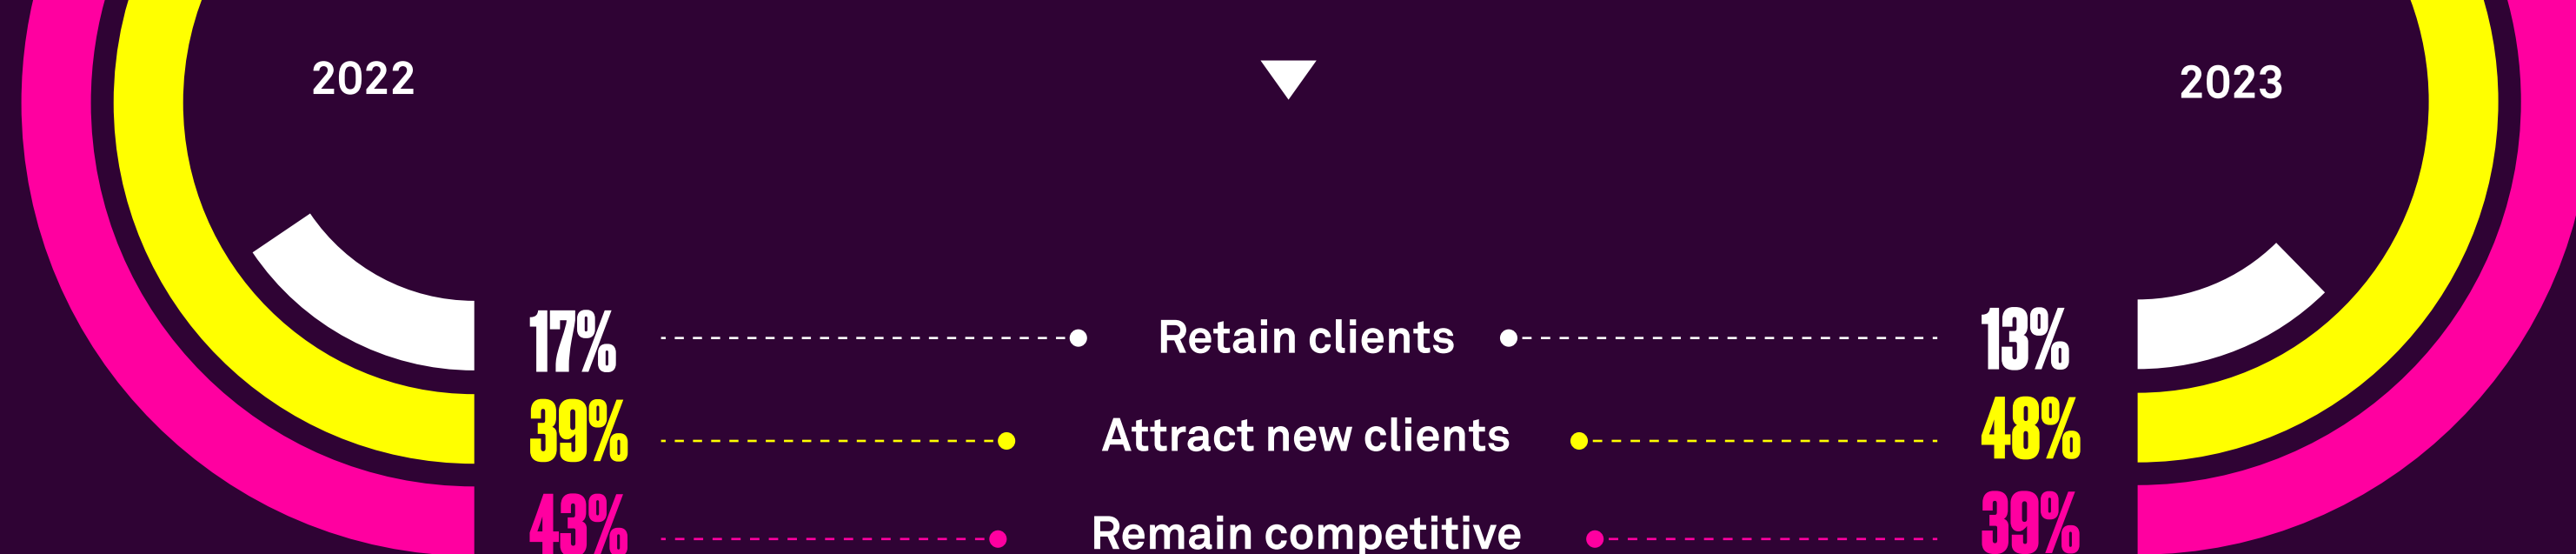 2022
2023
17% Retain clients 13%
39% Attract new clients 48%
43% Remain competitive 39%